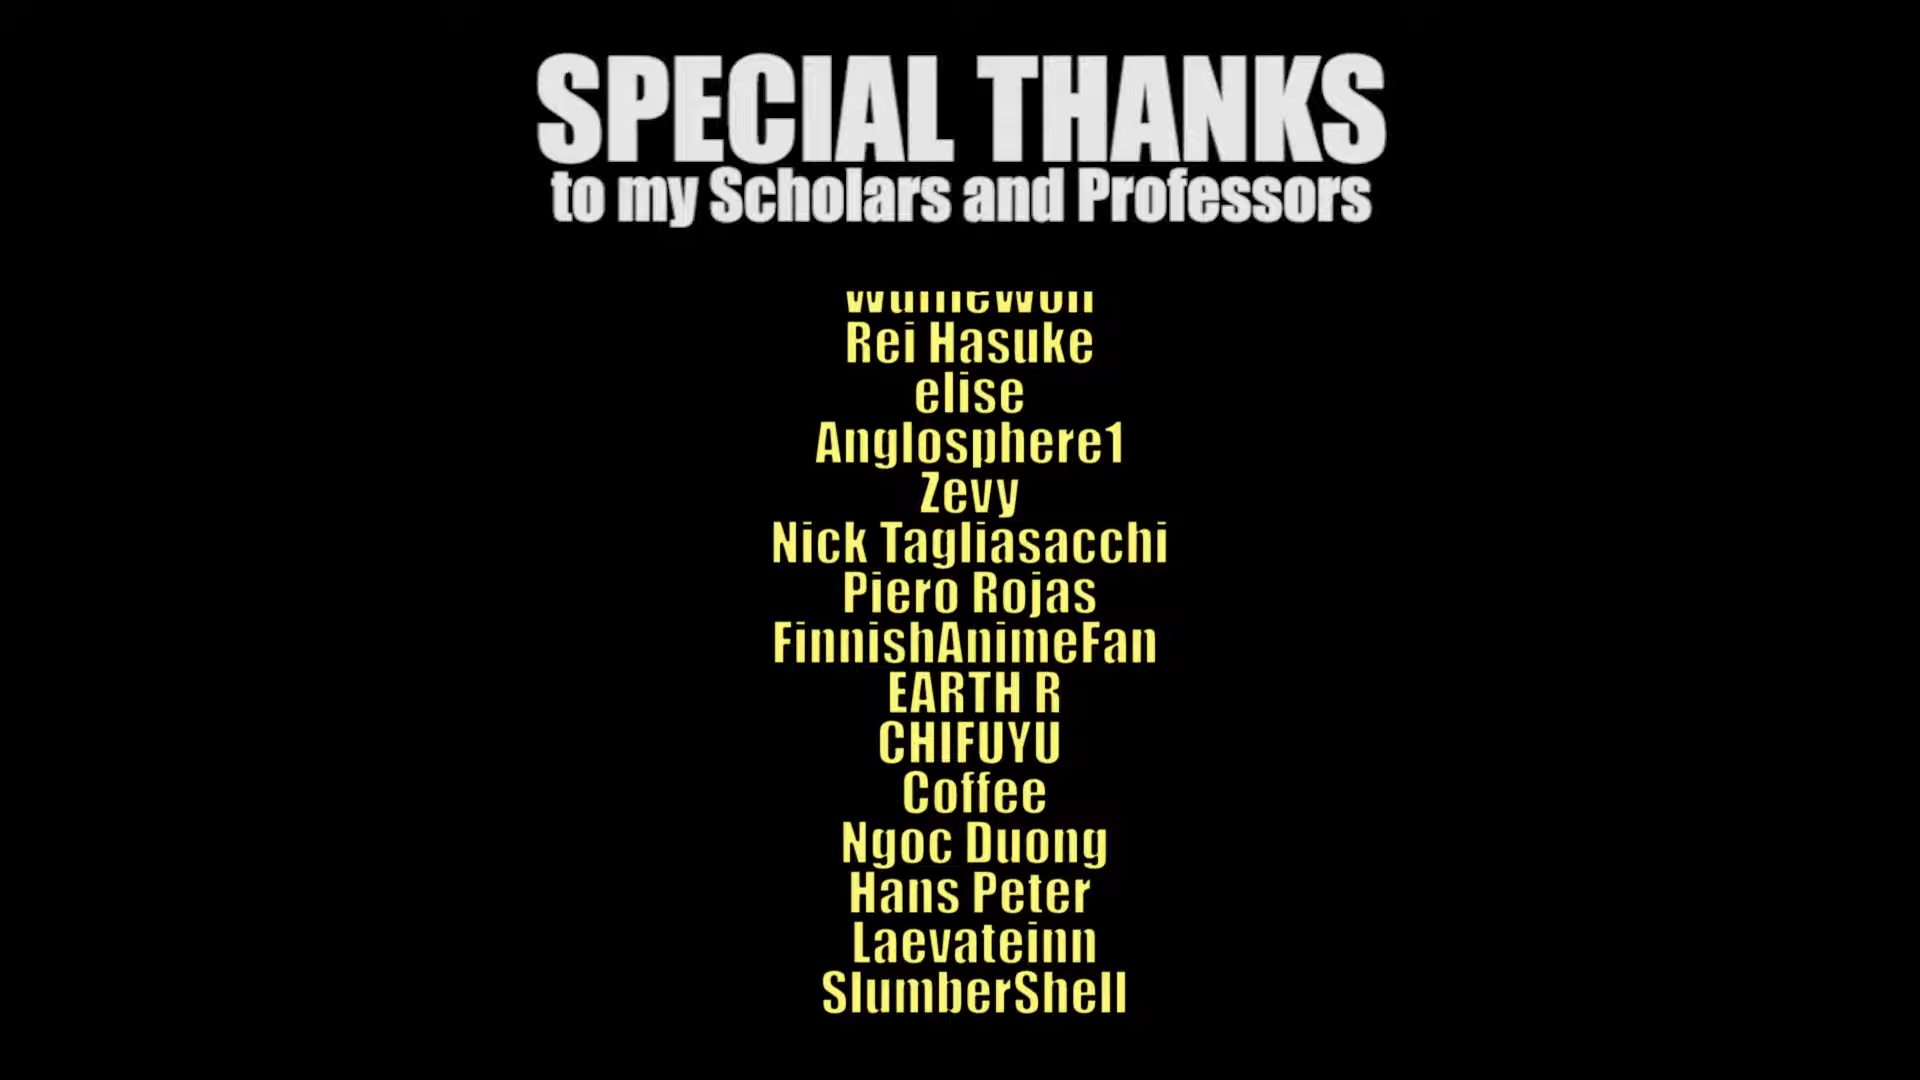 SPECIAL THANKS
to my Scholars and Professors
Rei Hasuke
elise
Anglosphere1
Zevy
Nick Tagliasacchi
Piero Rojas
FinnishAnimeFan
EARTH R
CHIFUYU
Coffee
Ngoc Duong
Hans Peter
Laevateinn
SlumberShell